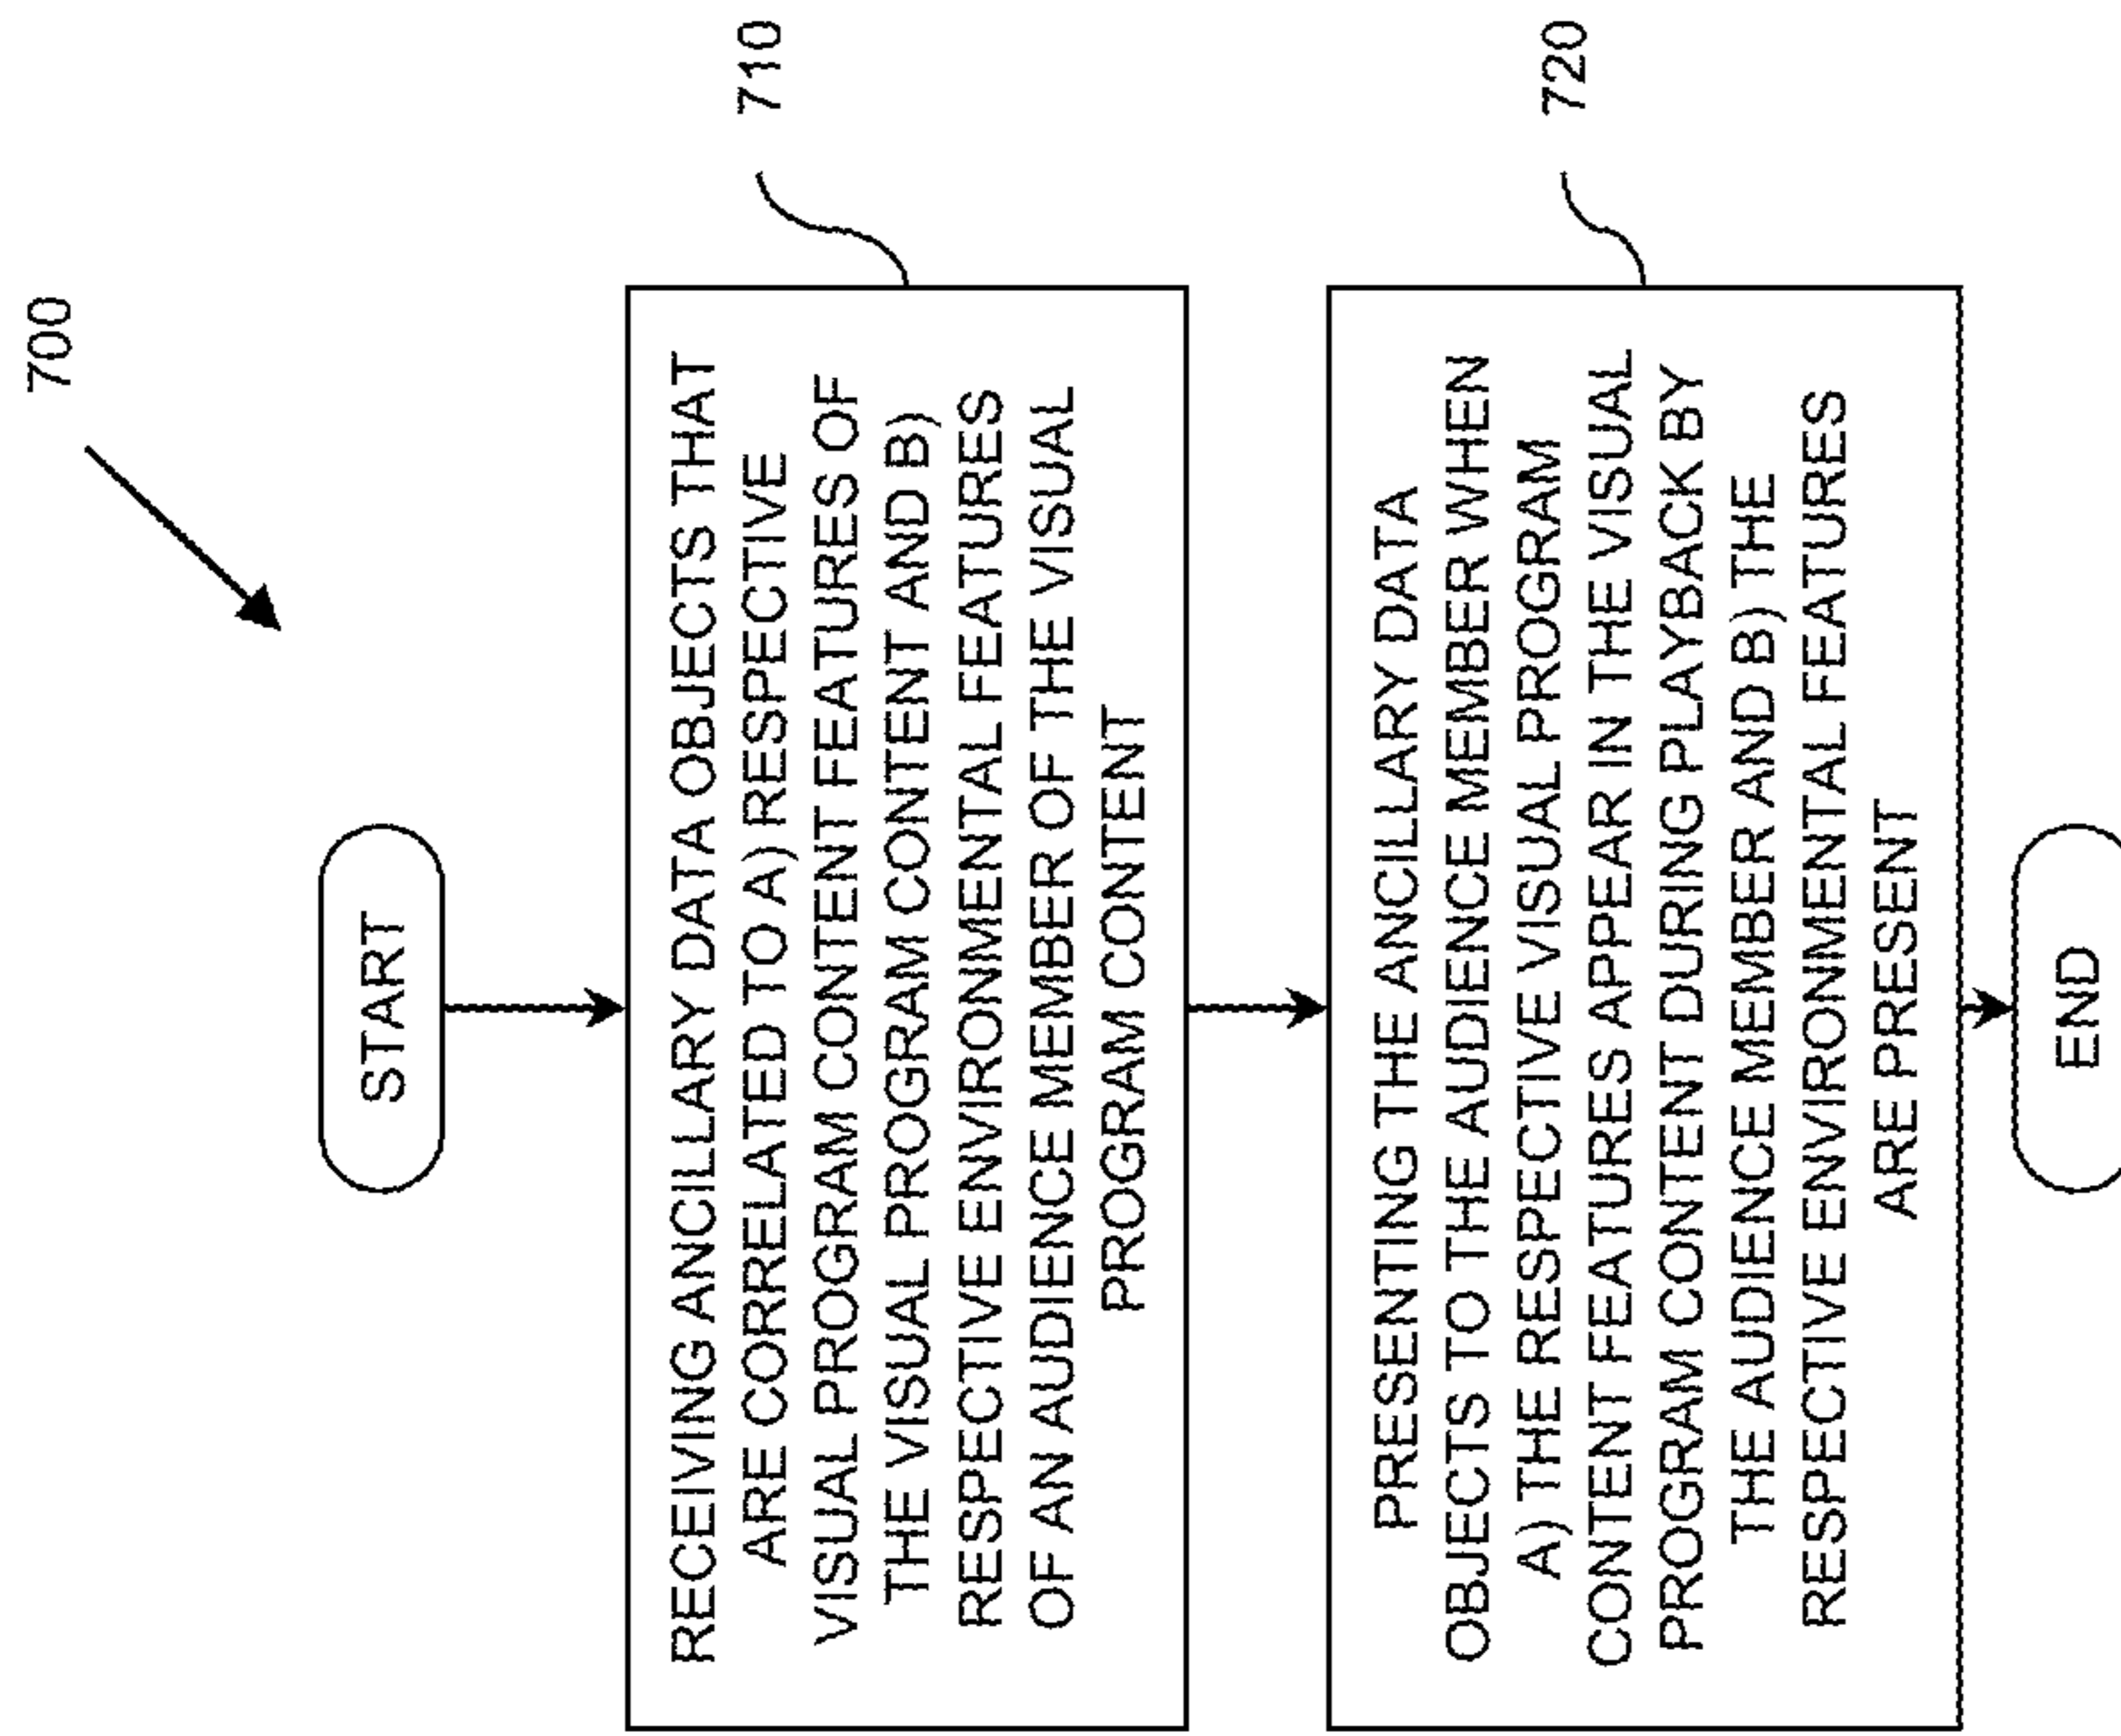 700
START
RECEIVING ANCILLARY DATA OBJECTS THAT
ARE CORRELATED TO A) RESPECTIVE
VISUAL PROGRAM CONTENT FEATURES OF
THE VISUAL PROGRAM CONTENT AND B)
RESPECTIVE ENVIRONMENTAL FEATURES
OF AN AUDIENCE MEMBER OF THE VISUAL
PROGRAM CONTENT
710
PRESENTING THE ANCILLARY DATA
OBJECTS TO THE AUDIENCE MEMBER WHEN
A) THE RESPECTIVE VISUAL PROGRAM
CONTENT FEATURES APPEAR IN THE VISUAL
PROGRAM CONTENT DURING PLAYBACK BY
THE AUDIENCE MEMBER AND B) THE
RESPECTIVE ENVIRONMENTAL FEATURES
ARE PRESENT
720
END